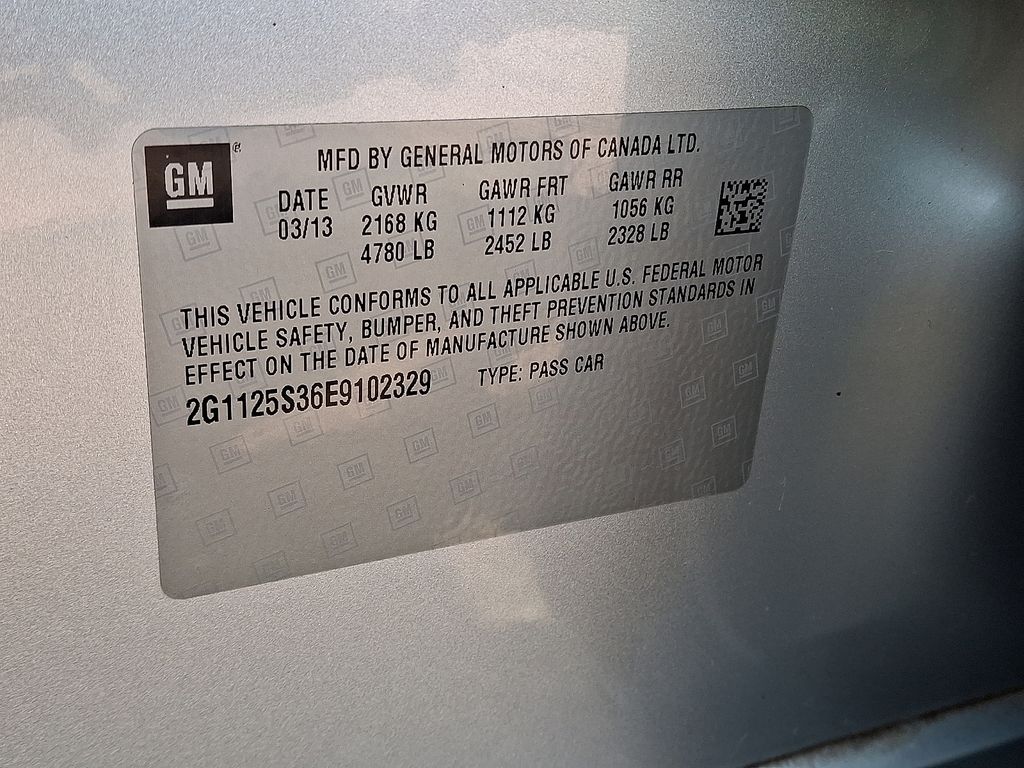 GM
MFD BY GENERAL MOTORS OF CANADA LTD.
DATE GVWR GAWR FRT GAWR RR
03/13 2168 KG 1112 KG 1056 KG
4780 LB 2452 LB 2328 LB
THIS VEHICLE CONFORMS TO ALL APPLICABLE U.S. FEDERAL MOTOR
VEHICLE SAFETY, BUMPER, AND THEFT PREVENTION STANDARDS IN
EFFECT ON THE DATE OF MANUFACTURE SHOWN ABOVE.
2G1125S36E9102329 TYPE: PASS CAR